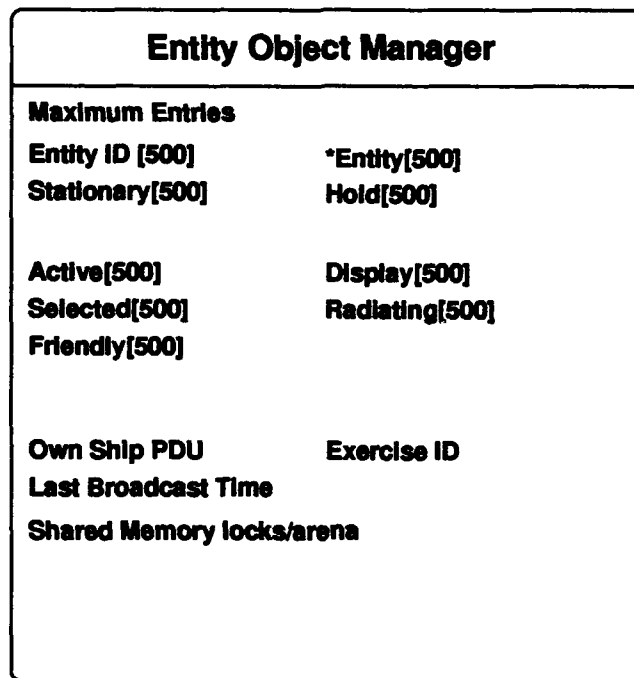 Entity Object Manager
Maximum Entries
Entity ID [500] *Entity[500]
Stationary[500] Hold[500]
Active[500] Display[500]
Selected[500] Radiating[500]
Friendly[500]
Own Ship PDU Exercise ID
Last Broadcast Time
Shared Memory locks/arena